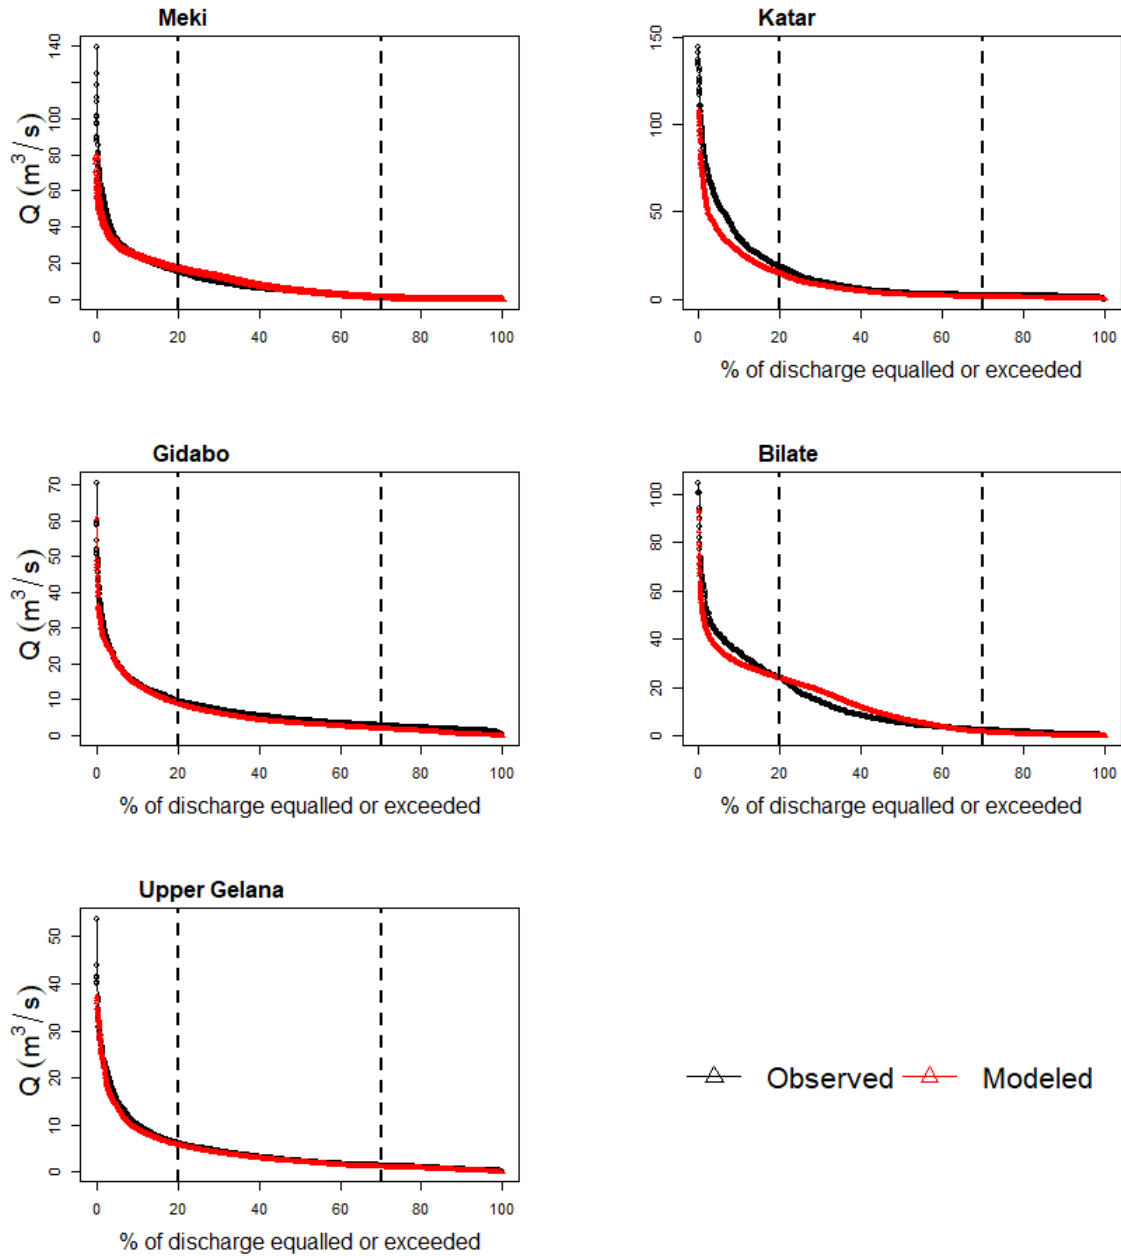 Meki
Q (m³/s)
140
100
80
60
40
20
0
0 20 40 60 80 100
Katar
150
100
50
0
0 20 40 60 80 100
% of discharge equalled or exceeded
Gidabo
Q (m³/s)
70
60
50
40
30
20
10
0
0 20 40 60 80 100
% of discharge equalled or exceeded
Bilate
100
80
60
40
20
0
0 20 40 60 80 100
% of discharge equalled or exceeded
Upper Gelana
Q (m³/s)
50
40
30
20
10
0
0 20 40 60 80 100
% of discharge equalled or exceeded
Observed Modeled